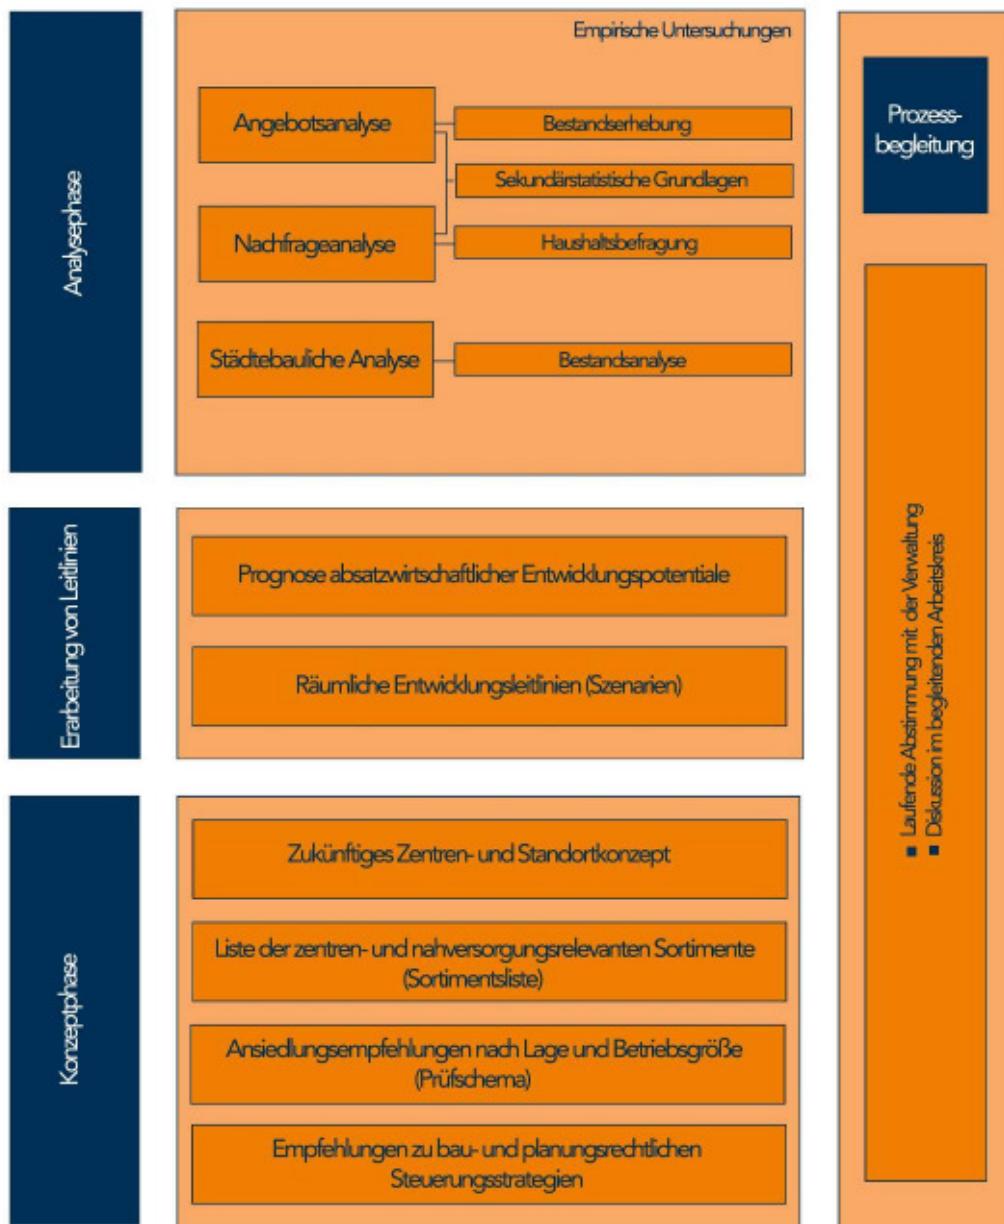 Analysephase
Empirische Untersuchungen
Angebotsanalyse
Bestandserhebung
Sekundärstatistische Grundlagen
Nachfrageanalyse
Haushaltsbefragung
Städtebauliche Analyse
Bestandsanalyse
Erarbeitung von Leitlinien
Prognose absatzwirtschaftlicher Entwicklungspotentiale
Räumliche Entwicklungsleitlinien (Szenarien)
Konzeptphase
Zukünftiges Zentren- und Standortkonzept
Liste der zentren- und nahversorgungsrelevanten Sortimente
(Sortimentsliste)
Ansiedlungsempfehlungen nach Lage und Betriebsgröße
(Prüfschema)
Empfehlungen zu bau- und planungsrechtlichen
Steuerungsstrategien
Prozess-
begleitung
■ Laufende Abstimmung mit der Verwaltung
■ Diskussion im begleitenden Arbeitskreis